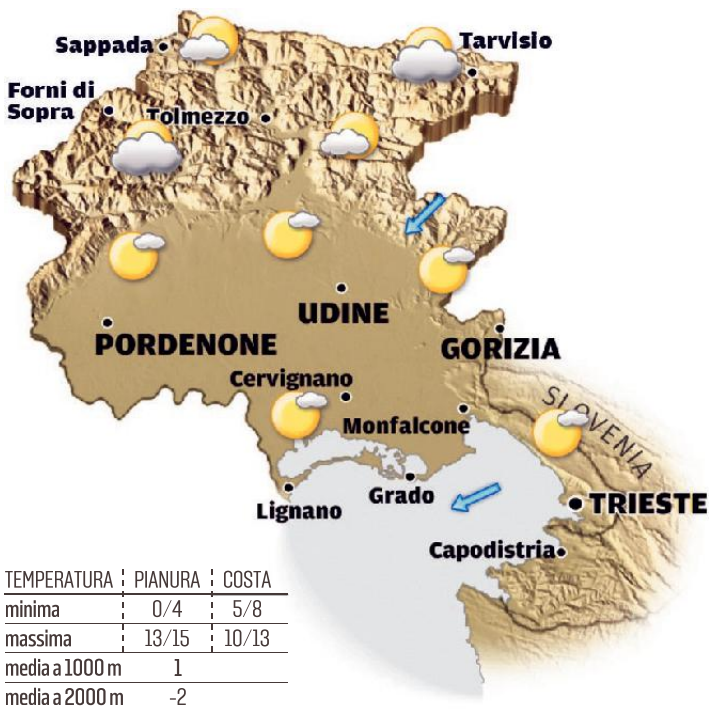 Sappada
Tarvisio
Forni di
Sopra
Tolmezzo
UDINE
PORDENONE
GORIZIA
Cervignano
SLOVENIA
Monfalcone
Grado
Lignano
TRIESTE
Capodistria
TEMPERATURA PIANURA COSTA
minima 0/4 5/8
massima 13/15 10/13
media a 1000 m 1
media a 2000 m -2